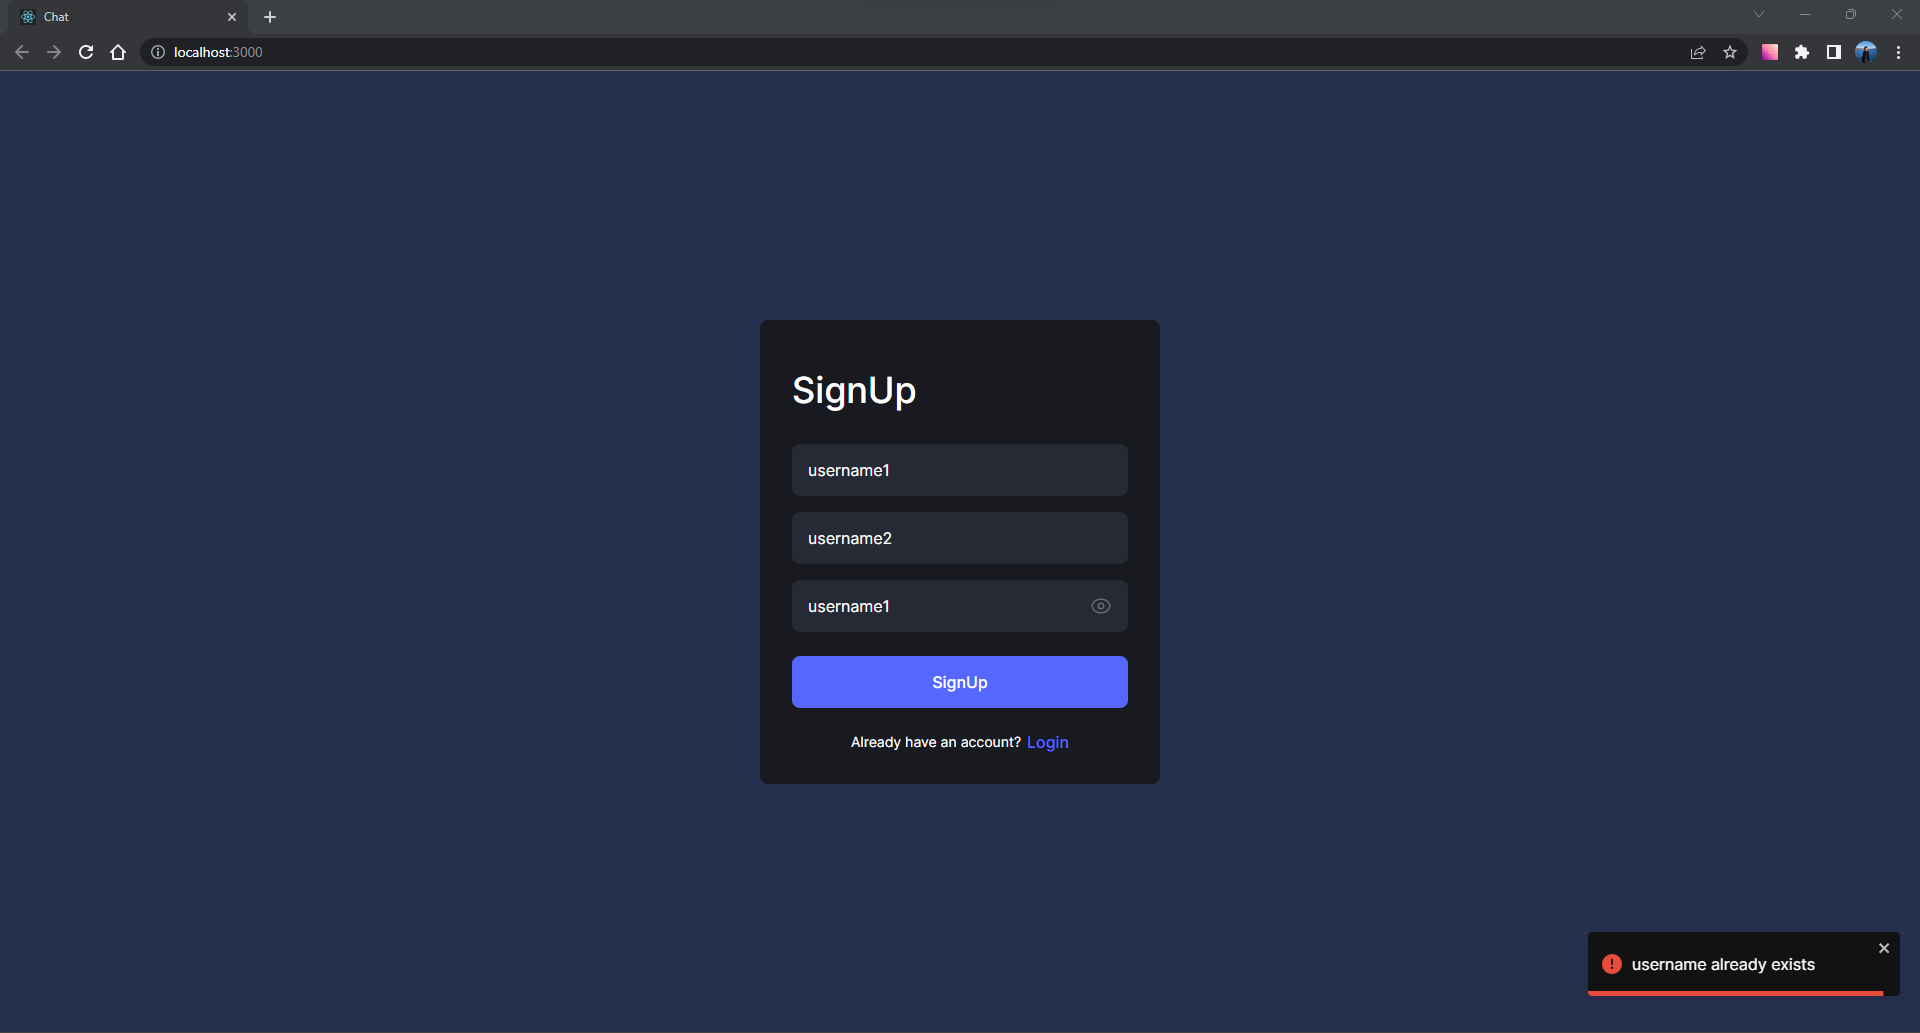 Chat
localhost:3000
SignUp
username1
username2
username1
SignUp
Already have an account? Login
username already exists